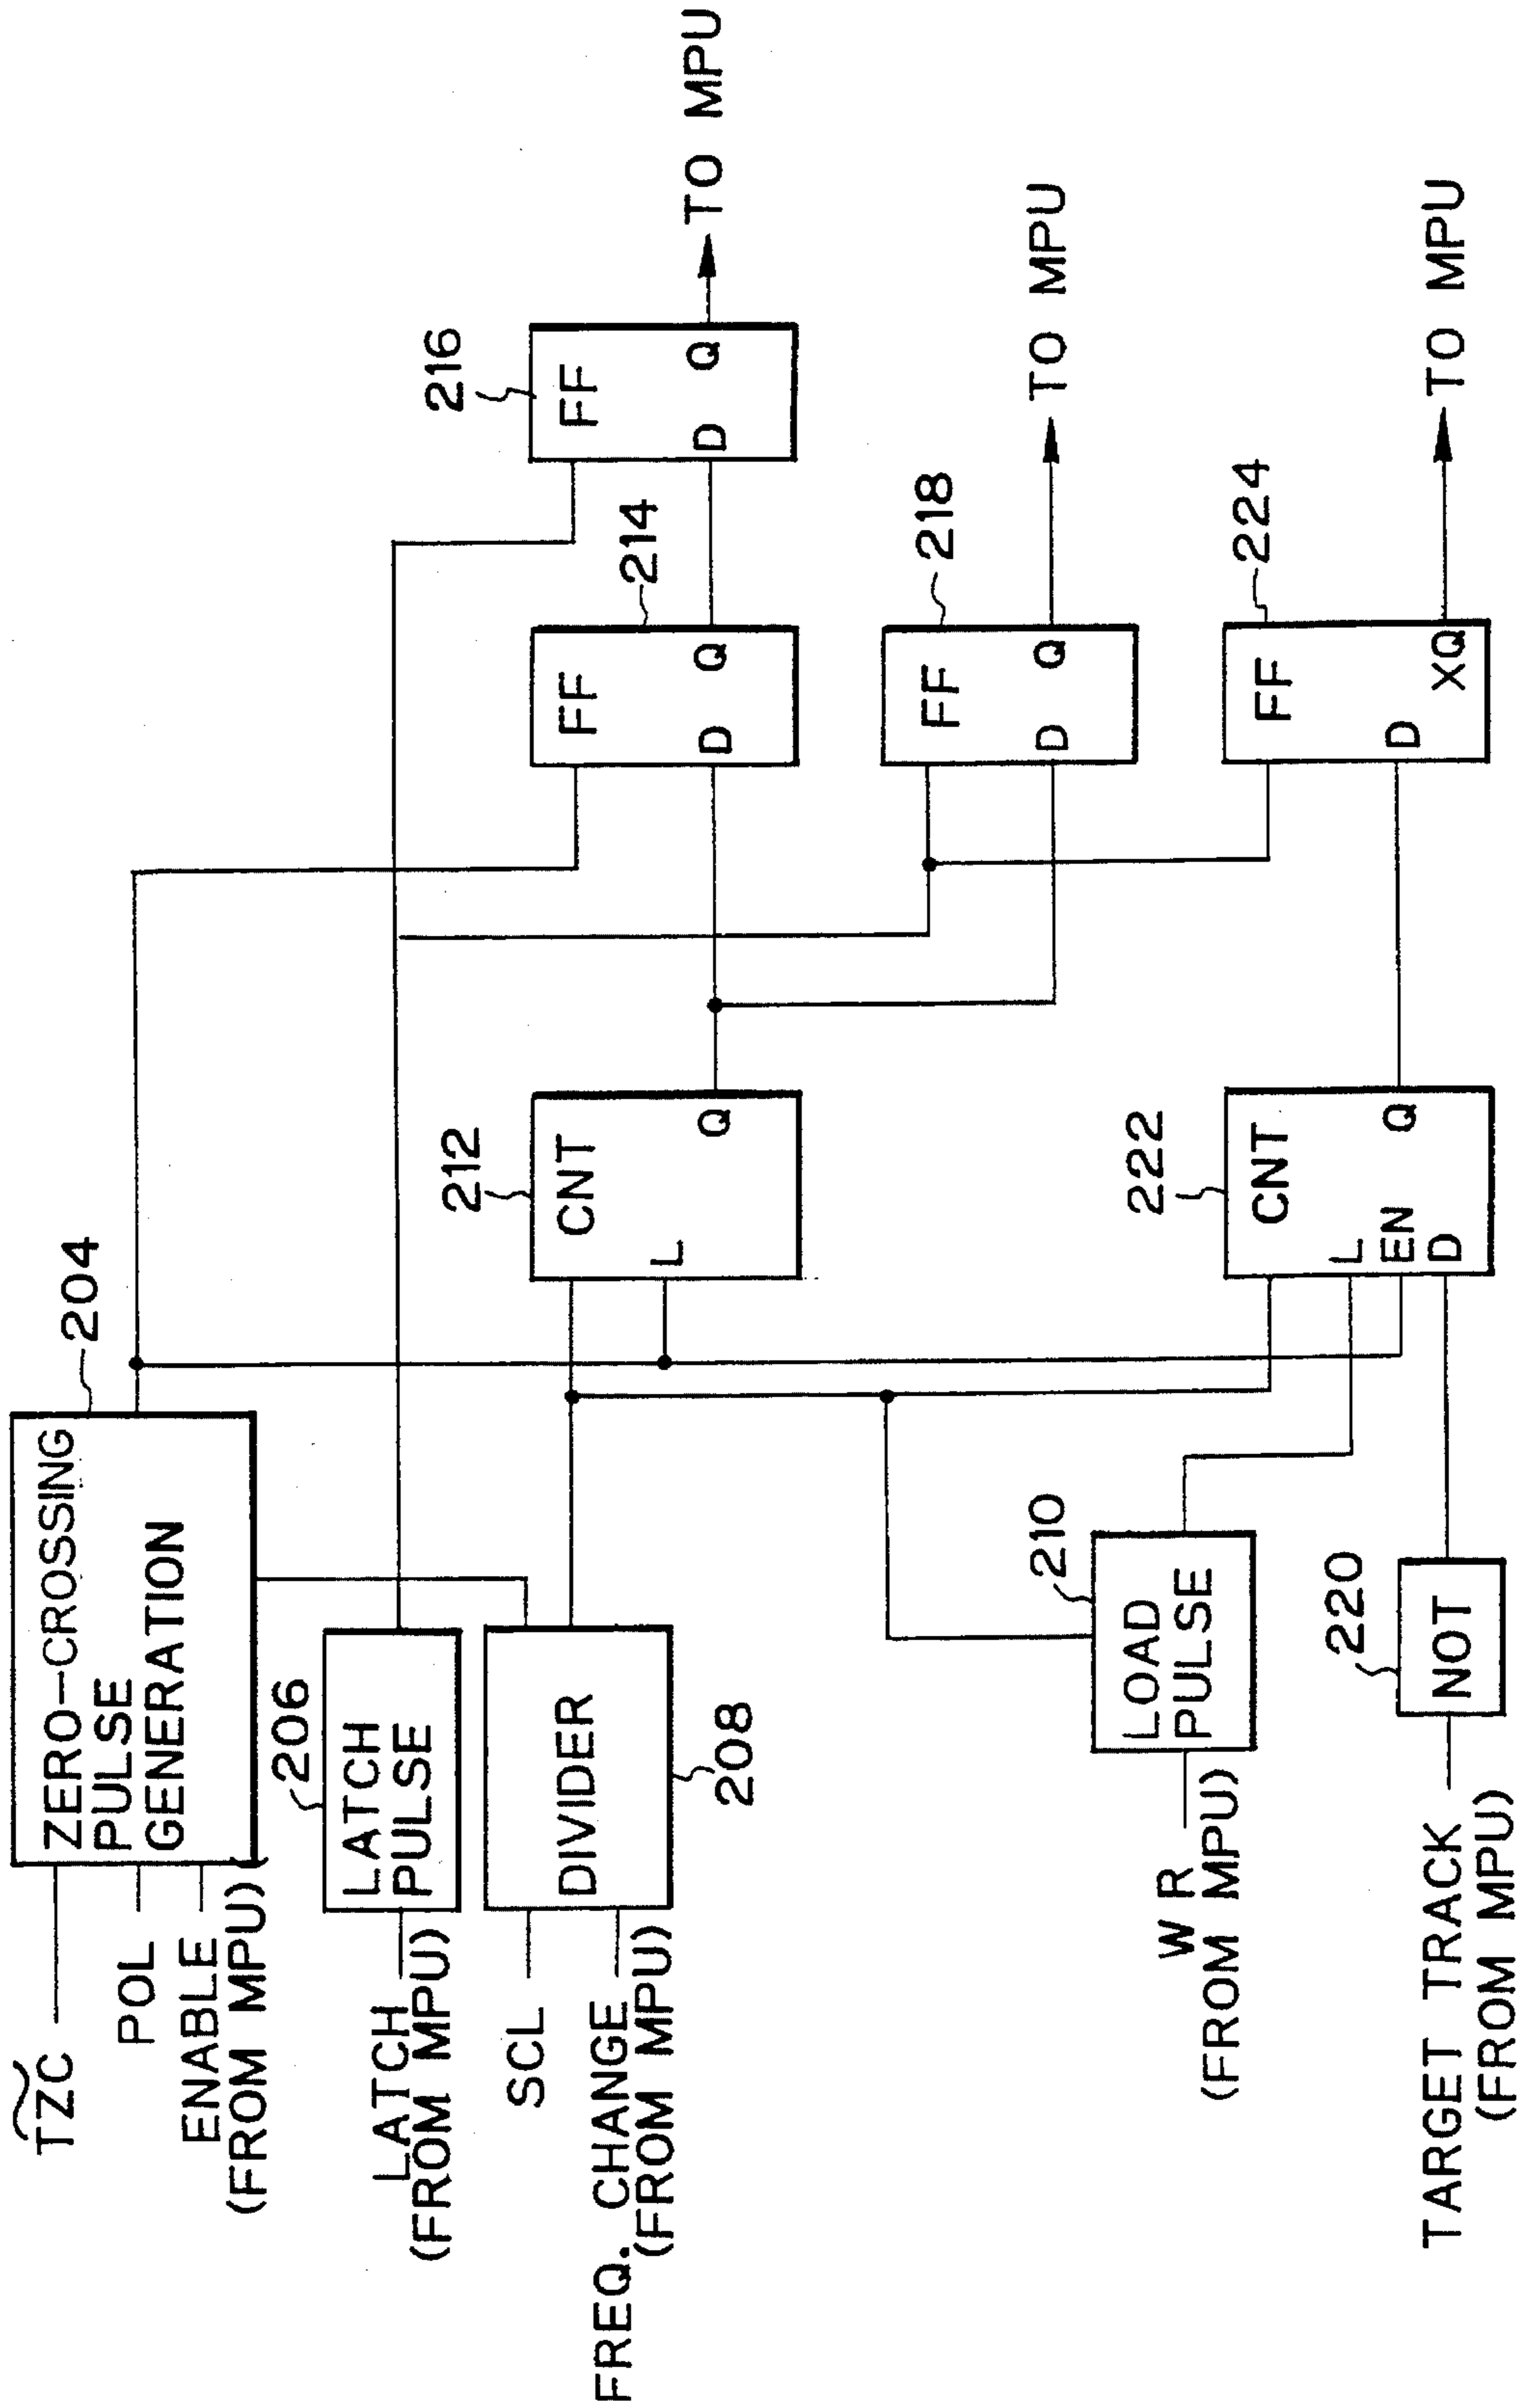 T̃ZC
POL
ENABLE
(FROM MPU)
ZERO-CROSSING
PULSE
GENERATION
204
LATCH
(FROM MPU)
LATCH
PULSE
206
SCL
FREQ. CHANGE
(FROM MPU)
DIVIDER
208
WR
(FROM MPU)
LOAD
PULSE
210
TARGET TRACK
(FROM MPU)
NOT
220
212
CNT
L
Q
222
CNT
L
EN
D
Q
214
FF
D Q
216
FF
D Q
TO MPU
218
FF
D Q
TO MPU
224
FF
D
XQ
TO MPU